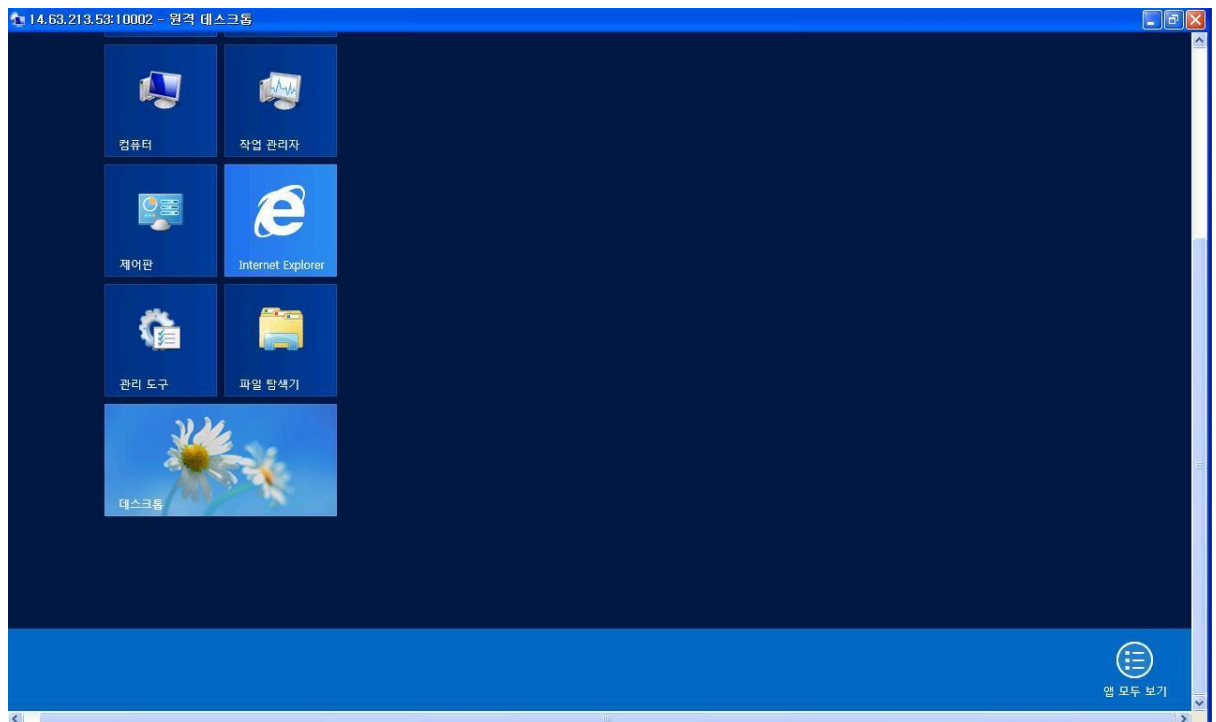 14.63.213.53:10002 - 원격 데스크톱
컴퓨터
작업 관리자
제어판
Internet Explorer
관리 도구
파일 탐색기
데스크톱
앱 모두 보기